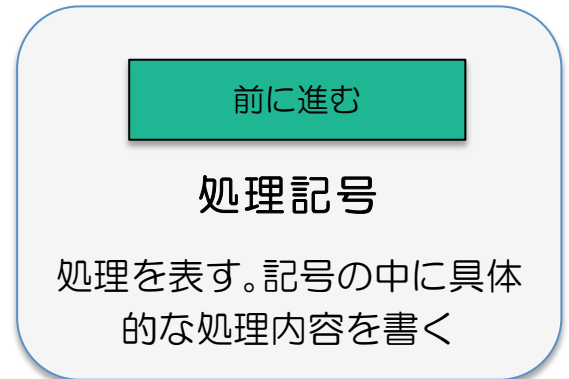 前に進む
処理記号
処理を表す。記号の中に具体
的な処理内容を書く